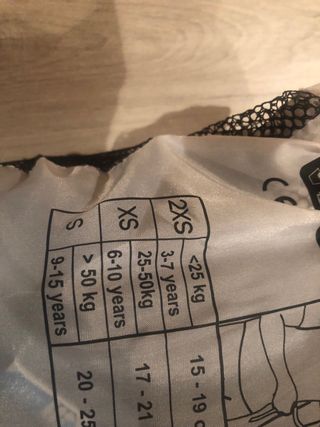 2XS
<25 kg
3-7 years
15 - 19 c
XS
25-50kg
6-10 years
17 - 21
S
> 50 kg
9-15 years
20 - 25
CE